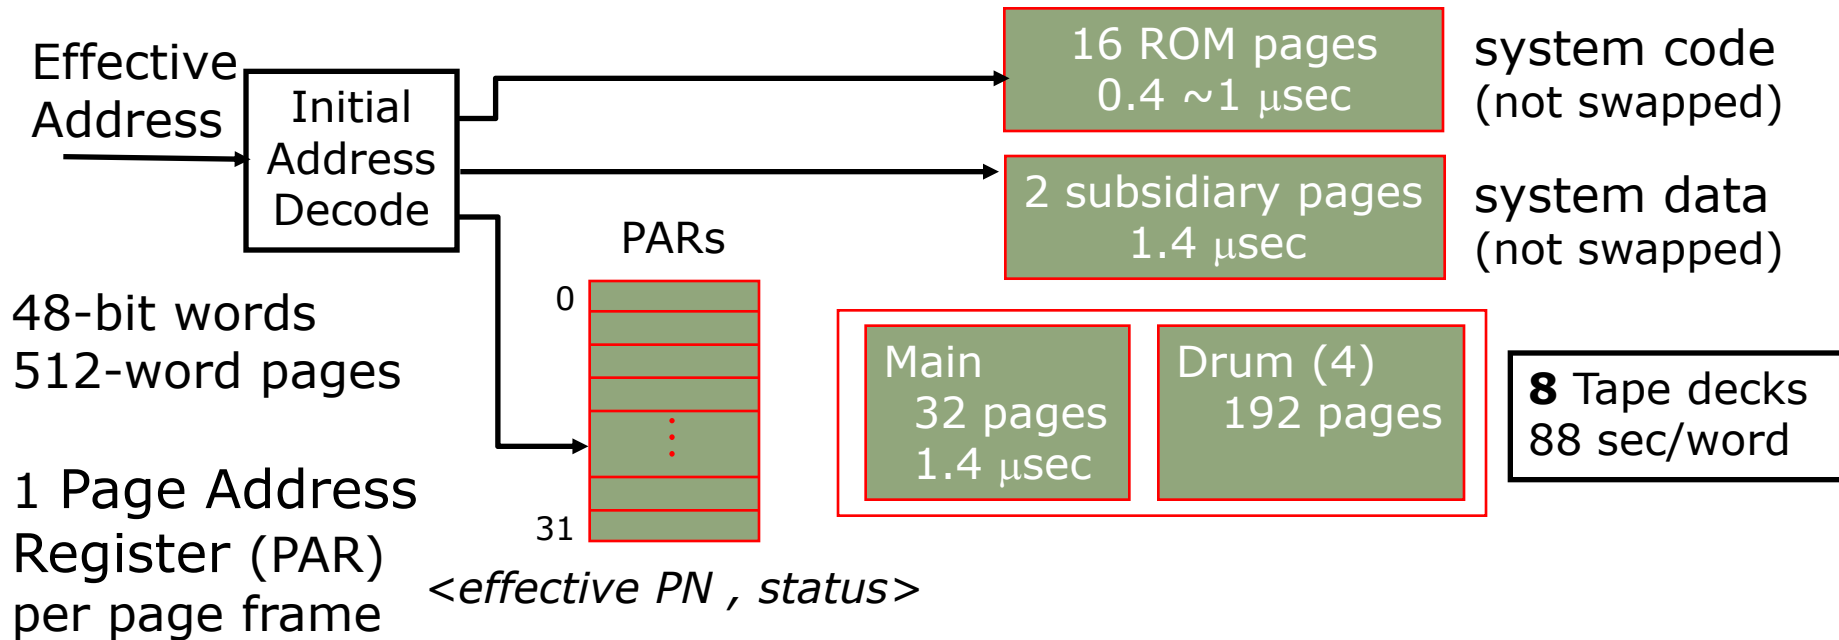 Effective
Address
Initial
Address
Decode
16 ROM pages
0.4 ~1 μsec
system code
(not swapped)
2 subsidiary pages
1.4 μsec
system data
(not swapped)
PARs
0
31
<effective PN , status>
48-bit words
512-word pages
1 Page Address
Register (PAR)
per page frame
Main
32 pages
1.4 μsec
Drum (4)
192 pages
8 Tape decks
88 sec/word